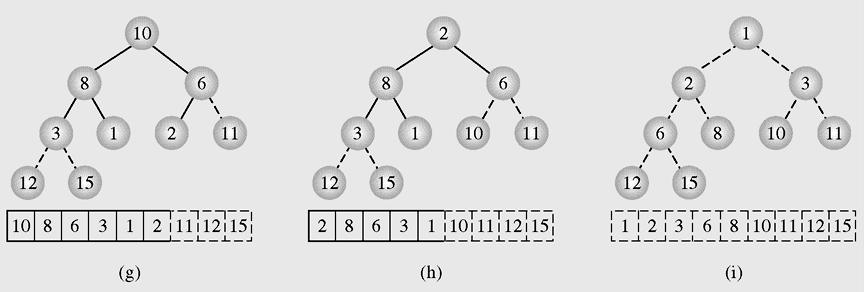 10
8 6
3 1 2 11
12 15
10 8 6 3 1 2 11 12 15
(g)
2
8 6
3 1 10 11
12 15
2 8 6 3 1 10 11 12 15
(h)
1
2 3
6 8 10 11
12 15
1 2 3 6 8 10 11 12 15
(i)